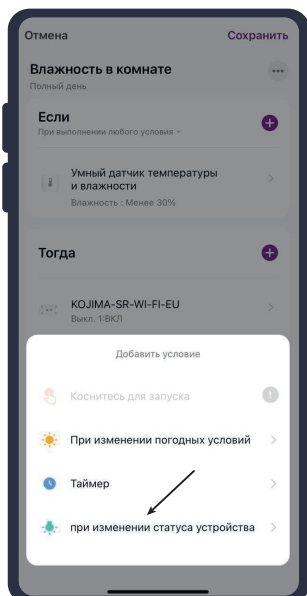 Отмена Сохранить
Влажность в комнате
Полный день
Если
При выполнении любого условия
Умный датчик температуры
и влажности
Влажность : Менее 30%
Тогда
KOJIMA-SR-WI-FI-EU
Выкл. 1:ВКЛ
Добавить условие
Коснитесь для запуска
При изменении погодных условий
Таймер
при изменении статуса устройства